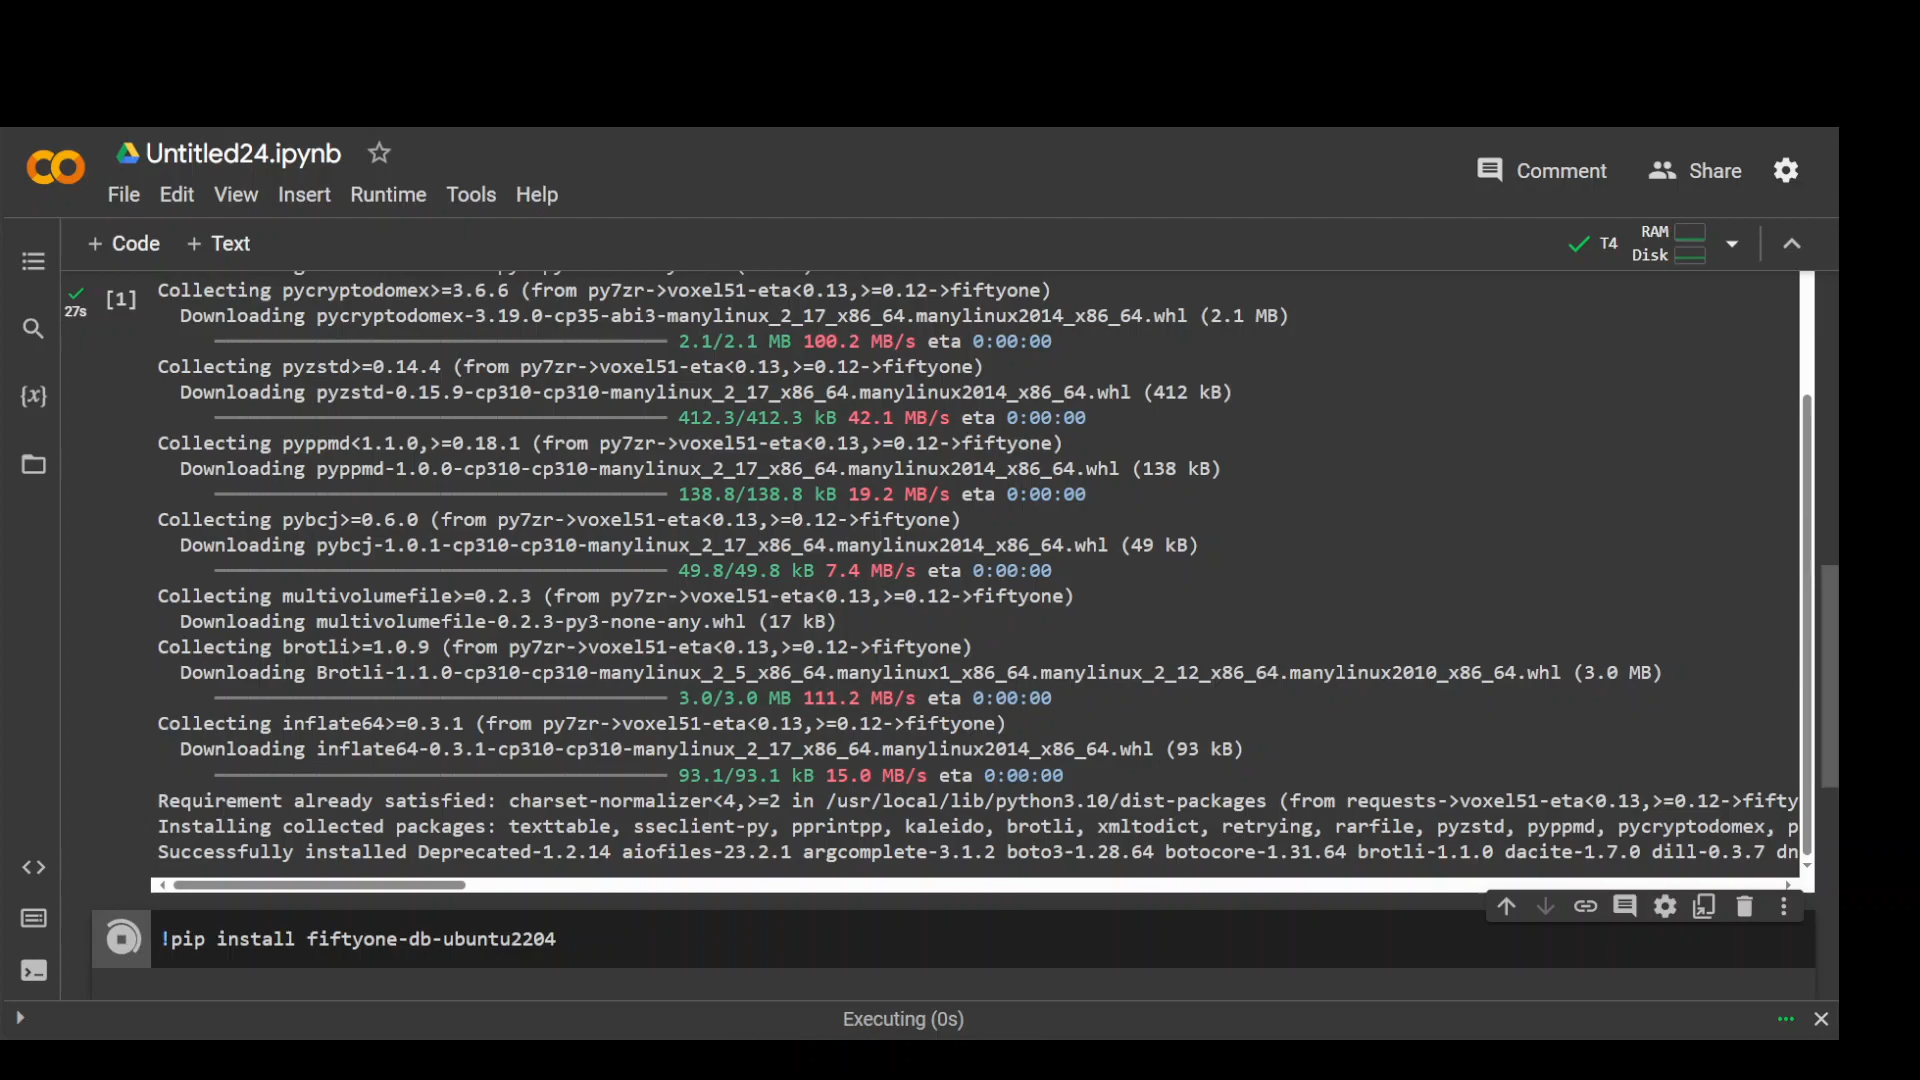 Untitled24.ipynb
File Edit View Insert Runtime Tools Help
Comment
Share
+ Code + Text
T4
RAM
Disk
27s
[1]
Collecting pycryptodomex>=3.6.6 (from py7zr->voxel51-eta<0.13,>=0.12->fiftyone)
Downloading pycryptodomex-3.19.0-cp35-abi3-manylinux_2_17_x86_64.manylinux2014_x86_64.whl (2.1 MB)
2.1/2.1 MB 100.2 MB/s eta 0:00:00
Collecting pyzstd>=0.14.4 (from py7zr->voxel51-eta<0.13,>=0.12->fiftyone)
Downloading pyzstd-0.15.9-cp310-cp310-manylinux_2_17_x86_64.manylinux2014_x86_64.whl (412 kB)
412.3/412.3 kB 42.1 MB/s eta 0:00:00
Collecting pyppmd<1.1.0,>=0.18.1 (from py7zr->voxel51-eta<0.13,>=0.12->fiftyone)
Downloading pyppmd-1.0.0-cp310-cp310-manylinux_2_17_x86_64.manylinux2014_x86_64.whl (138 kB)
138.8/138.8 kB 19.2 MB/s eta 0:00:00
Collecting pybcj>=0.6.0 (from py7zr->voxel51-eta<0.13,>=0.12->fiftyone)
Downloading pybcj-1.0.1-cp310-cp310-manylinux_2_17_x86_64.manylinux2014_x86_64.whl (49 kB)
49.8/49.8 kB 7.4 MB/s eta 0:00:00
Collecting multivolumefile>=0.2.3 (from py7zr->voxel51-eta<0.13,>=0.12->fiftyone)
Downloading multivolumefile-0.2.3-py3-none-any.whl (17 kB)
Collecting brotli>=1.0.9 (from py7zr->voxel51-eta<0.13,>=0.12->fiftyone)
Downloading Brotli-1.1.0-cp310-cp310-manylinux_2_5_x86_64.manylinux1_x86_64.manylinux_2_12_x86_64.manylinux2010_x86_64.whl (3.0 MB)
3.0/3.0 MB 111.2 MB/s eta 0:00:00
Collecting inflate64>=0.3.1 (from py7zr->voxel51-eta<0.13,>=0.12->fiftyone)
Downloading inflate64-0.3.1-cp310-cp310-manylinux_2_17_x86_64.manylinux2014_x86_64.whl (93 kB)
93.1/93.1 kB 15.0 MB/s eta 0:00:00
Requirement already satisfied: charset-normalizer<4,>=2 in /usr/local/lib/python3.10/dist-packages (from requests->voxel51-eta<0.13,>=0.12->fifty
Installing collected packages: texttable, sseclient-py, pprintpp, kaleido, brotli, xmltodict, retrying, rarfile, pyzstd, pyppmd, pycryptodomex, p
Successfully installed Deprecated-1.2.14 aiofiles-23.2.1 argcomplete-3.1.2 boto3-1.28.64 botocore-1.31.64 brotli-1.1.0 dacite-1.7.0 dill-0.3.7 dn
!pip install fiftyone-db-ubuntu2204
Executing (0s)